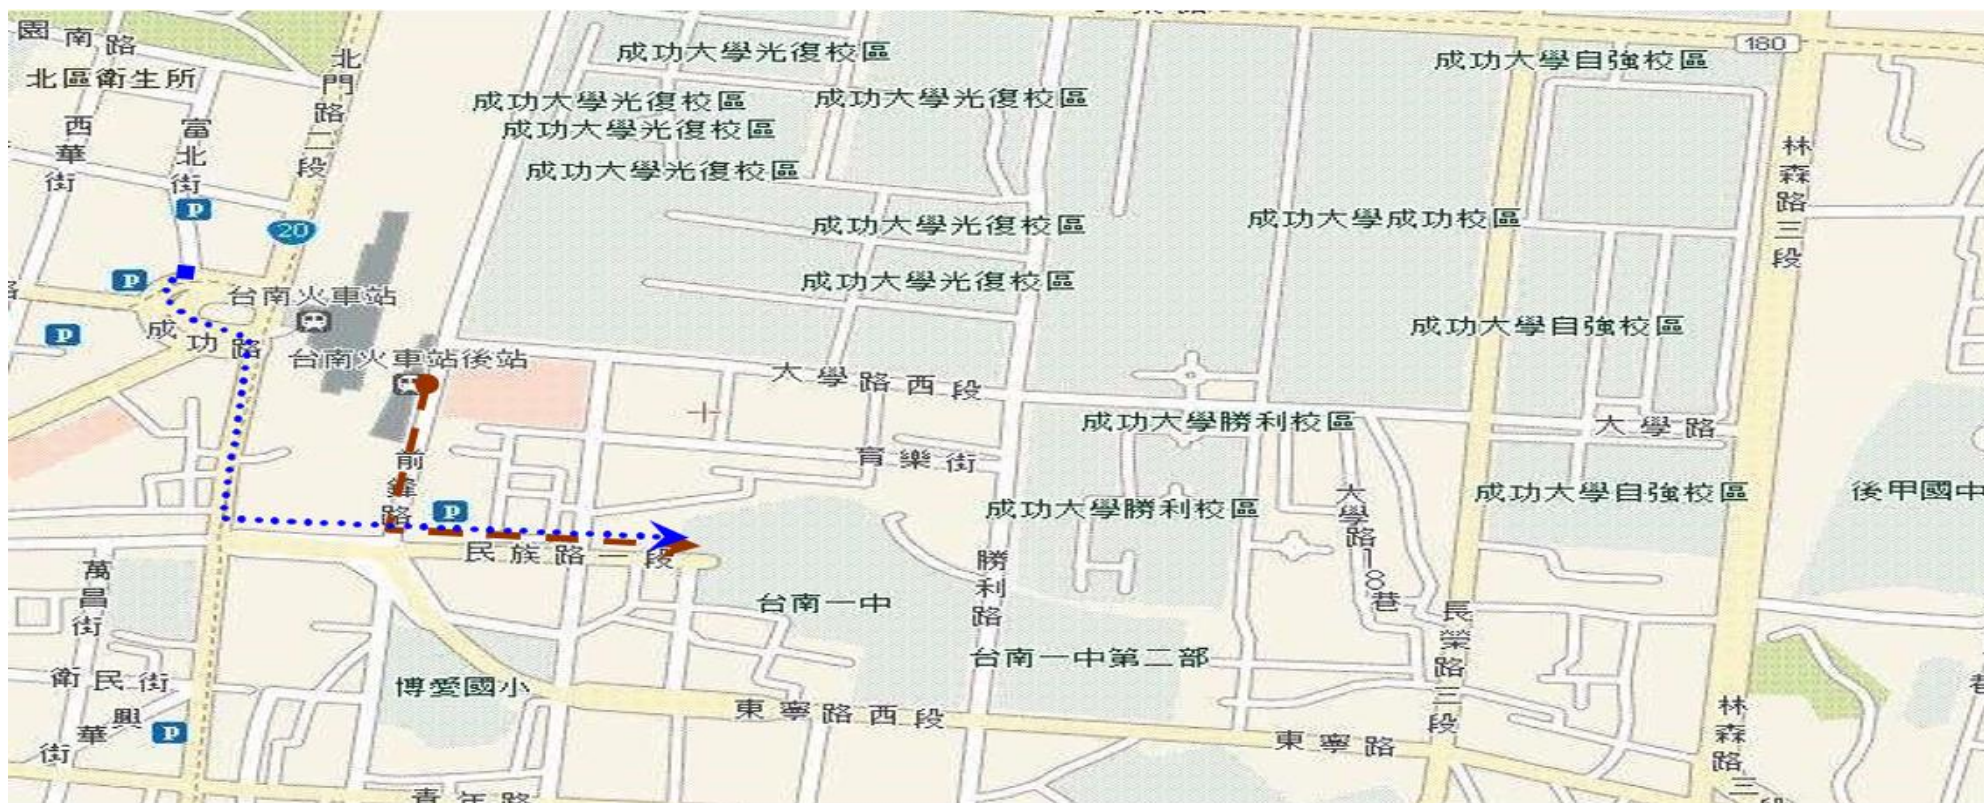 園南路
北區衛生所
北門路二段
西華街
富北街
P
20
P
P
台南火車站
成功路
台南火車站後站
成功大學光復校區
成功大學光復校區
成功大學光復校區
成功大學光復校區
成功大學光復校區
成功大學光復校區
成功大學光復校區
成功大學自強校區
180
林森路三段
成功大學成功校區
成功大學自強校區
大學路西段
成功大學勝利校區
大學路
育樂街
前鋒路
P
成功大學勝利校區
大學路18巷
成功大學自強校區
後甲國中
民族路一段
勝利路
萬昌街
台南一中
長榮路三段
台南一中第二部
衛民街
博愛國小
東寧路西段
東寧路
林森路三段
興華街
P
青年路
巷
路